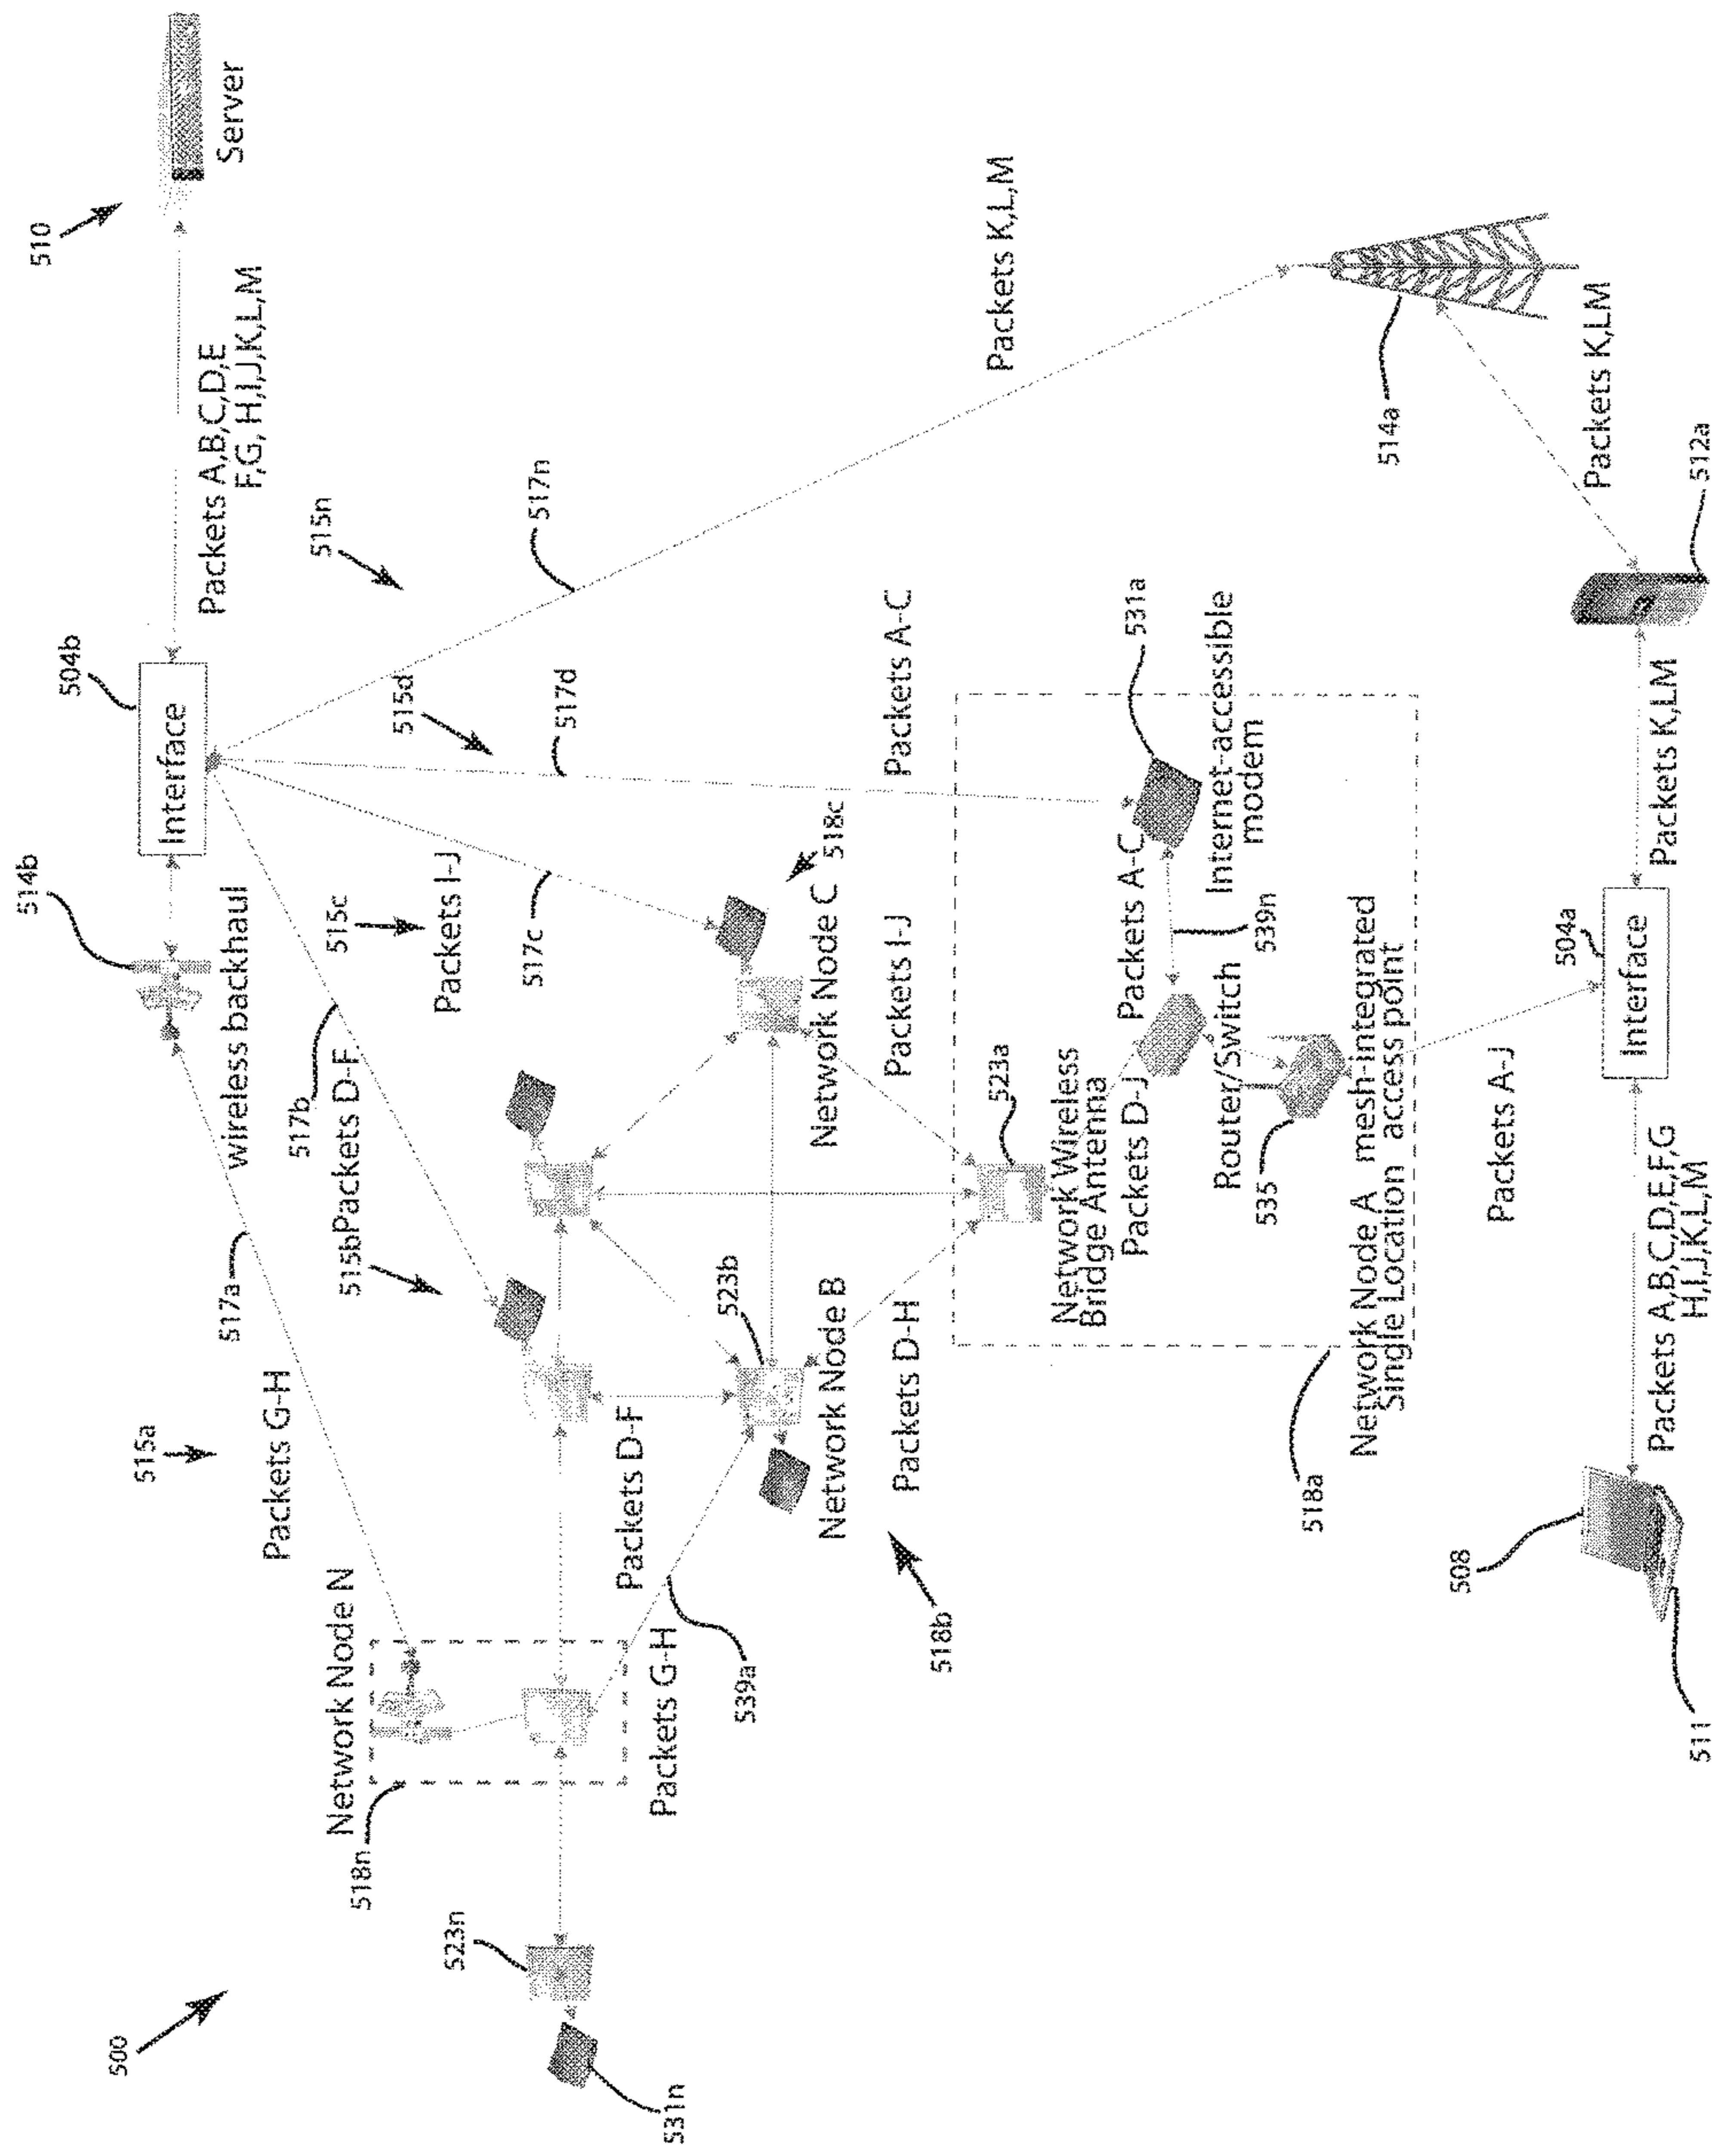 500
531n
523n
518n
Network Node N
Packets G-H
539a
515a
Packets G-H
517a
wireless backhaul
514b
Interface
504b
Packets A,B,C,D,E
F,G, H,I,J,K,L,M
510
Server
517b
515b
Packets D-F
Packets D-F
515c
Packets I-J
517c
515d
517d
515n
517n
Packets K,L,M
518b
Network Node B
523b
Packets D-H
Network Node C
518c
Packets I-J
Packets A-C
523a
Network Wireless
Bridge Antenna
Packets D-J
Packets A-C
531a
Internet-accessible
modem
539n
Router/Switch
535
518a
Network Node A mesh-integrated
Single Location access point
514a
508
511
Packets A,B,C,D,E,F,G
H,I,J,K,L,M
Packets A-J
504a
Interface
Packets K,LM
512a
Packets K,LM